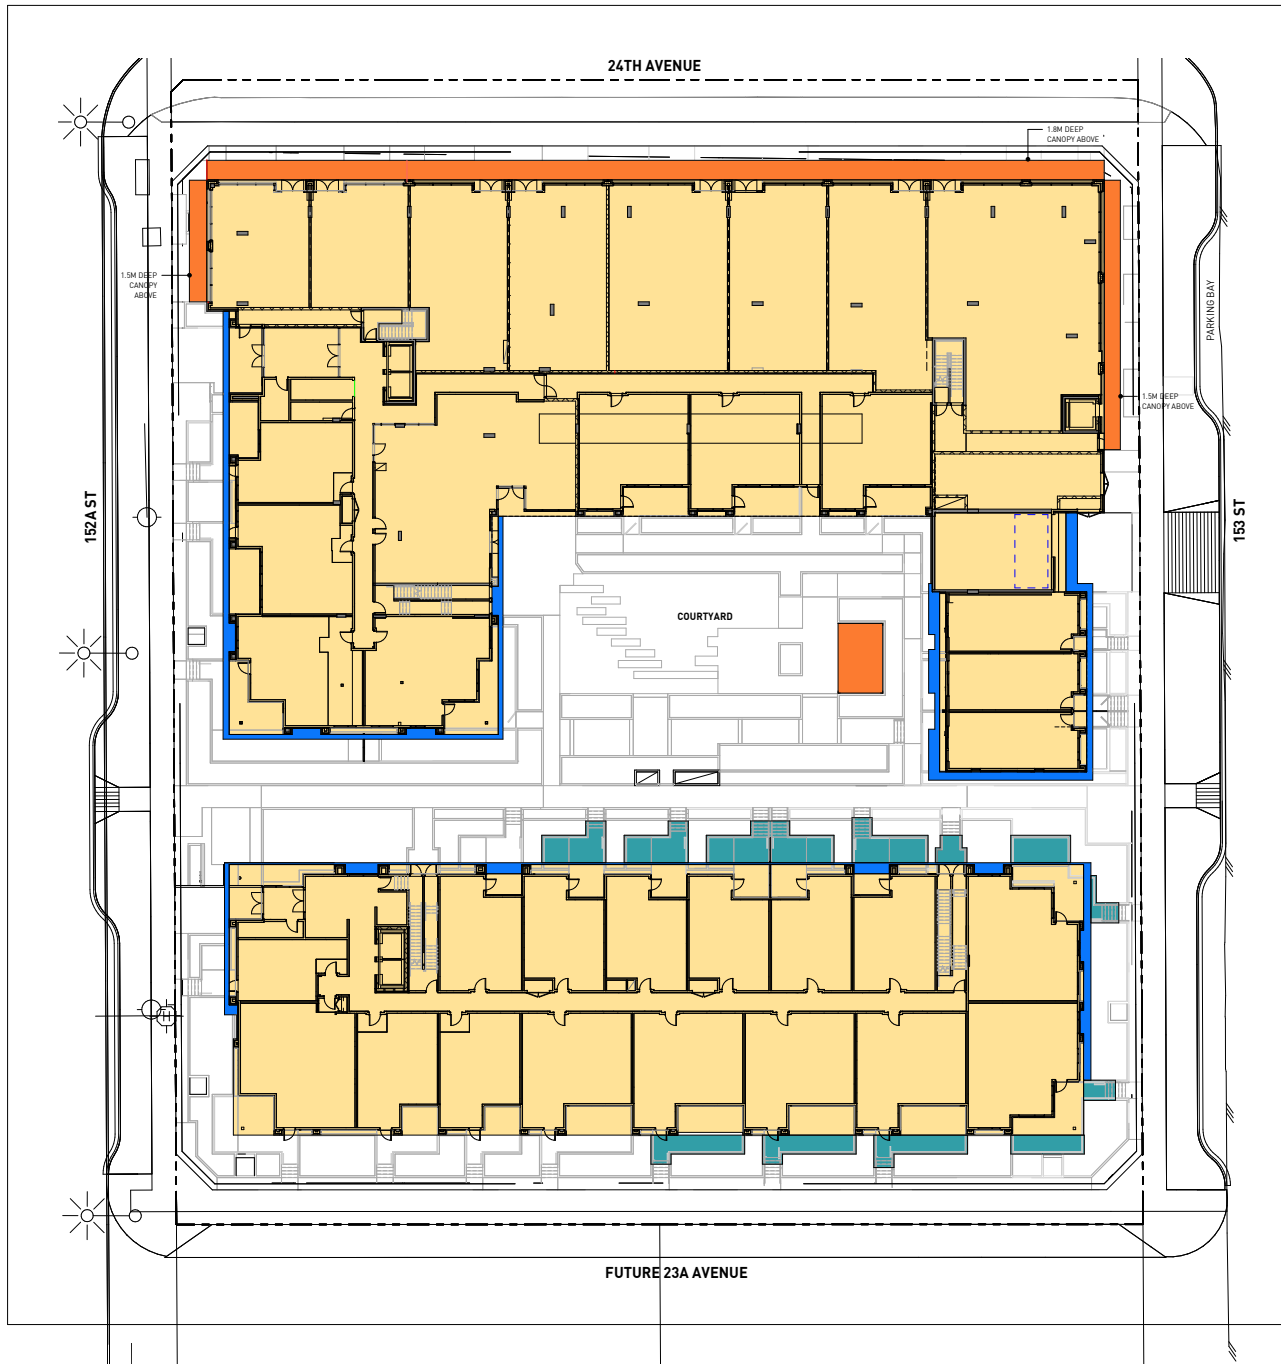 24TH AVENUE
1.8M DEEP
CANOPY ABOVE
1.5M DEEP
CANOPY
ABOVE
PARKING BAY
1.5M DEEP
CANOPY ABOVE
152A ST
153 ST
COURTYARD
FUTURE 23A AVENUE